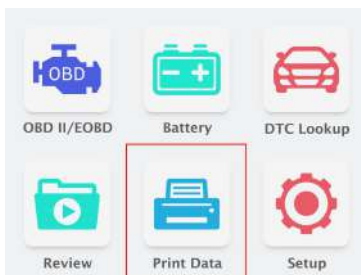 OBD
OBD II/EOBD
Battery
DTC Lookup
Review
Print Data
Setup